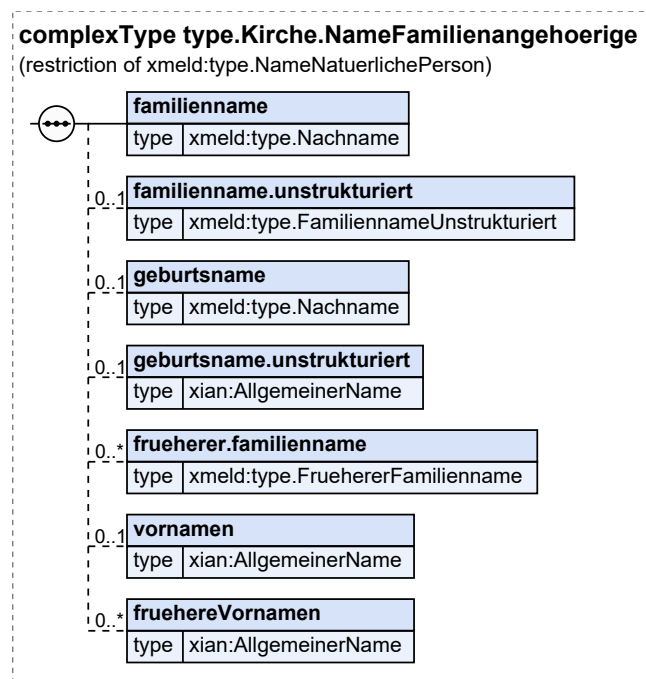 complexType type.Kirche.NameFamilienangehoerige
(restriction of xmeld:type.NameNatuerlichePerson)
familienname
type xmeld:type.Nachname
0..1 familienname.unstrukturiert
type xmeld:type.FamiliennameUnstrukturiert
0..1 geburtsname
type xmeld:type.Nachname
0..1 geburtsname.unstrukturiert
type xian:AllgemeinerName
0..* frueherer.familienname
type xmeld:type.FruehererFamilienname
0..1 vornamen
type xian:AllgemeinerName
0..* fruehereVornamen
type xian:AllgemeinerName